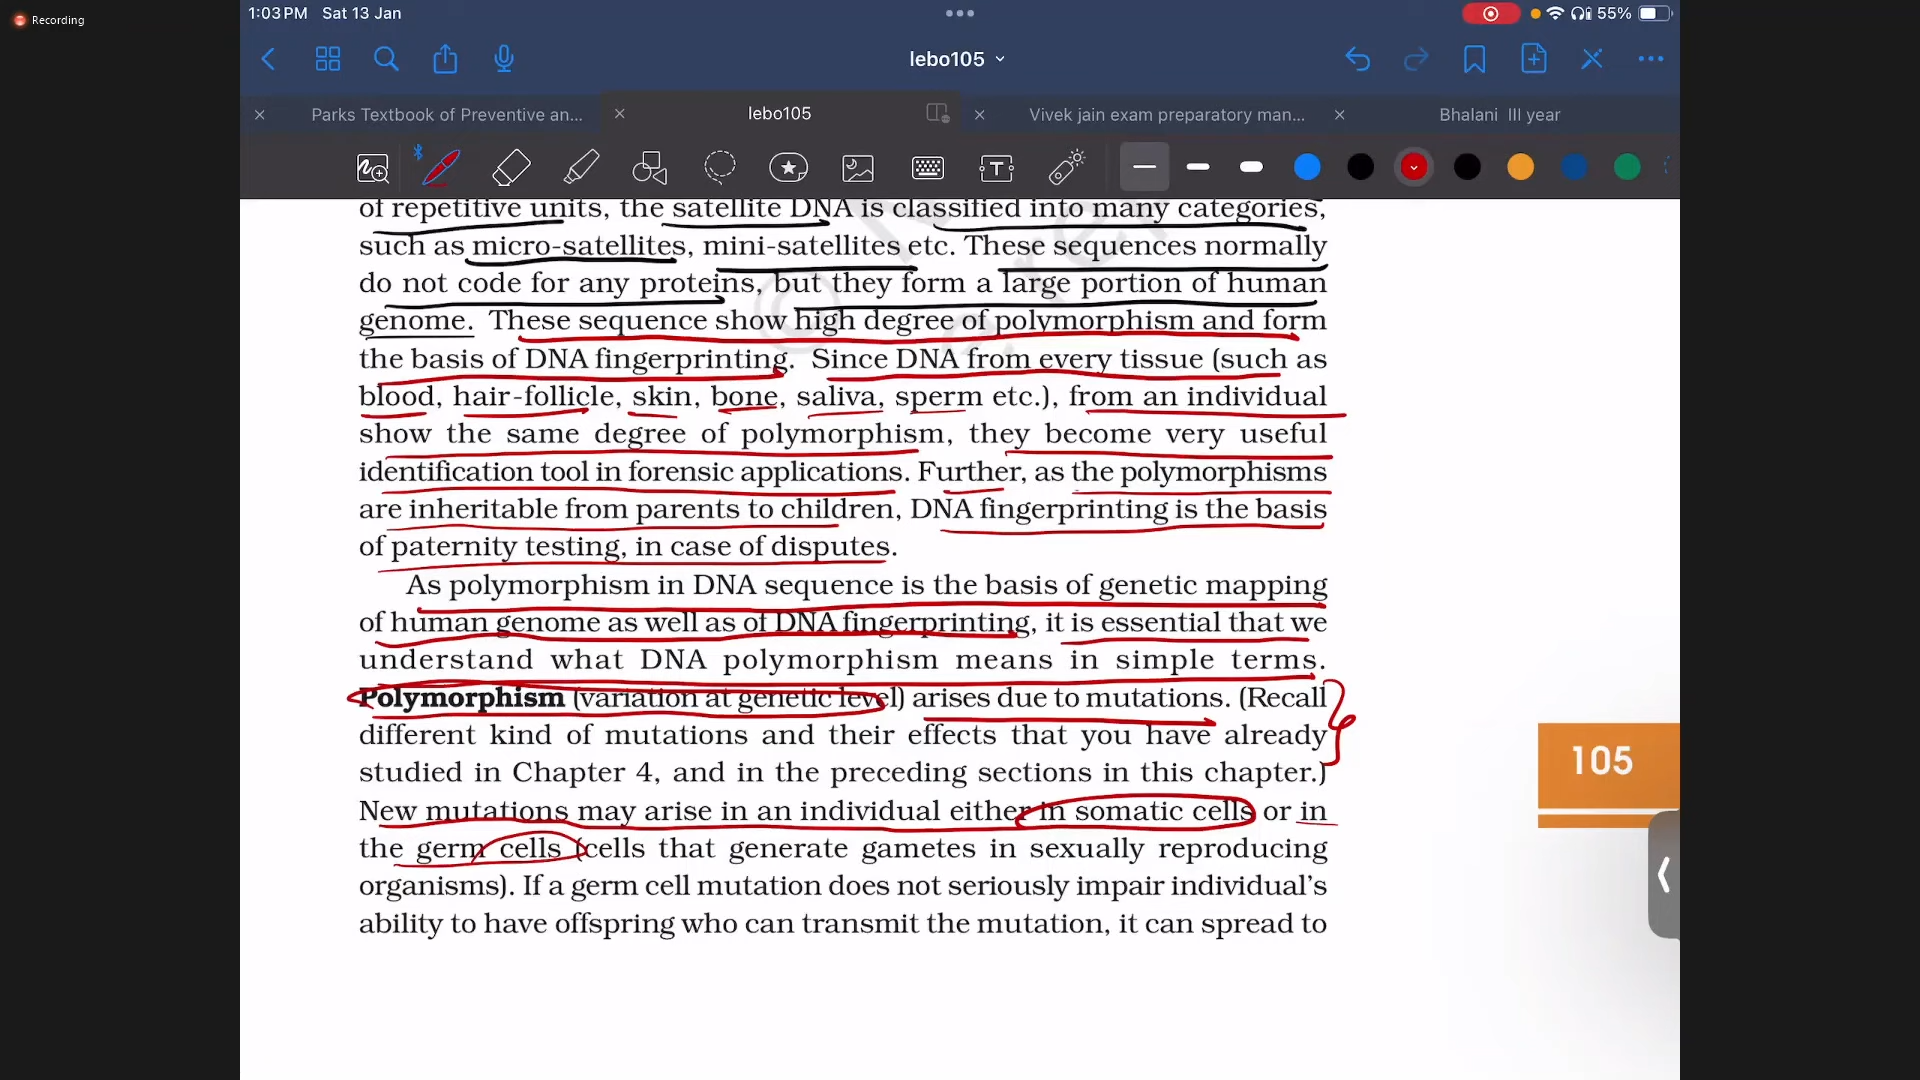 Recording
1:03 PM Sat 13 Jan
55%
lebo105
Parks Textbook of Preventive an...
lebo105
Vivek jain exam preparatory man...
Bhalani III year
T
of repetitive units, the satellite DNA is classified into many categories,
such as micro-satellites, mini-satellites etc. These sequences normally
do not code for any proteins, but they form a large portion of human
genome. These sequence show high degree of polymorphism and form
the basis of DNA fingerprinting. Since DNA from every tissue (such as
blood, hair-follicle, skin, bone, saliva, sperm etc.), from an individual
show the same degree of polymorphism, they become very useful
identification tool in forensic applications. Further, as the polymorphisms
are inheritable from parents to children, DNA fingerprinting is the basis
of paternity testing, in case of disputes.
As polymorphism in DNA sequence is the basis of genetic mapping
of human genome as well as of DNA fingerprinting, it is essential that we
understand what DNA polymorphism means in simple terms.
Polymorphism (variation at genetic level) arises due to mutations. (Recall
different kind of mutations and their effects that you have already
studied in Chapter 4, and in the preceding sections in this chapter.)
New mutations may arise in an individual either in somatic cells or in
the germ cells (cells that generate gametes in sexually reproducing
organisms). If a germ cell mutation does not seriously impair individual's
ability to have offspring who can transmit the mutation, it can spread to
105